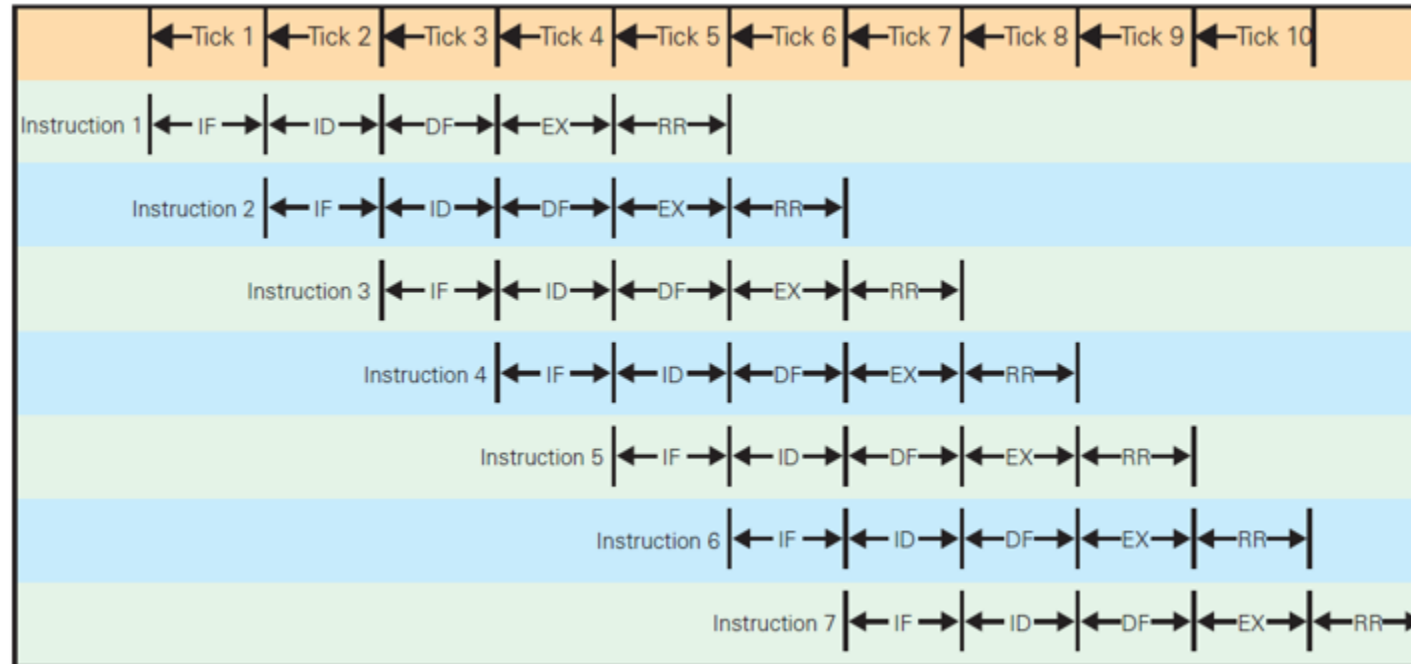 Tick 1 Tick 2 Tick 3 Tick 4 Tick 5 Tick 6 Tick 7 Tick 8 Tick 9 Tick 10
Instruction 1 IF ID DF EX RR
Instruction 2 IF ID DF EX RR
Instruction 3 IF ID DF EX RR
Instruction 4 IF ID DF EX RR
Instruction 5 IF ID DF EX RR
Instruction 6 IF ID DF EX RR
Instruction 7 IF ID DF EX RR